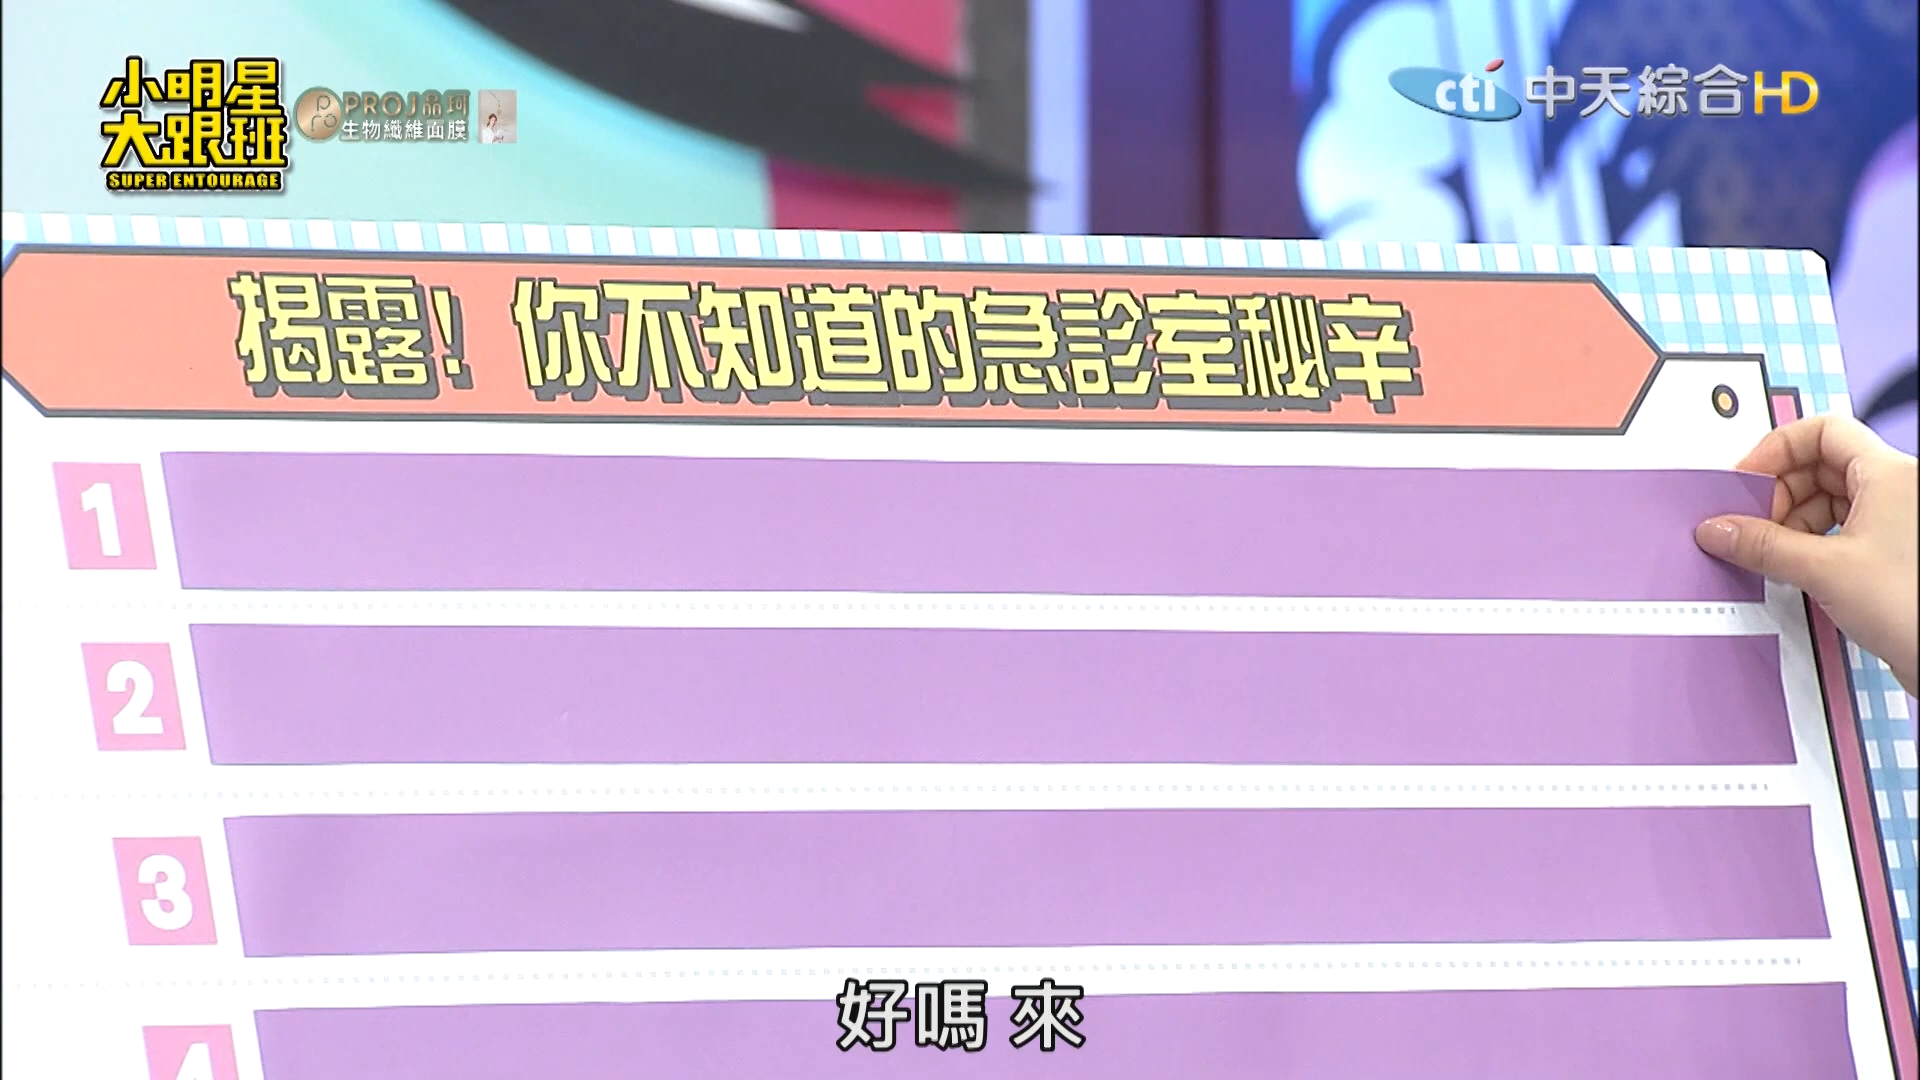 小明星
大跟班
SUPER ENTOURAGE
PROJ品珂
生物纖維面膜
cti 中天綜合HD
揭露！你不知道的急診室秘辛
1
2
3
4
好嗎 來